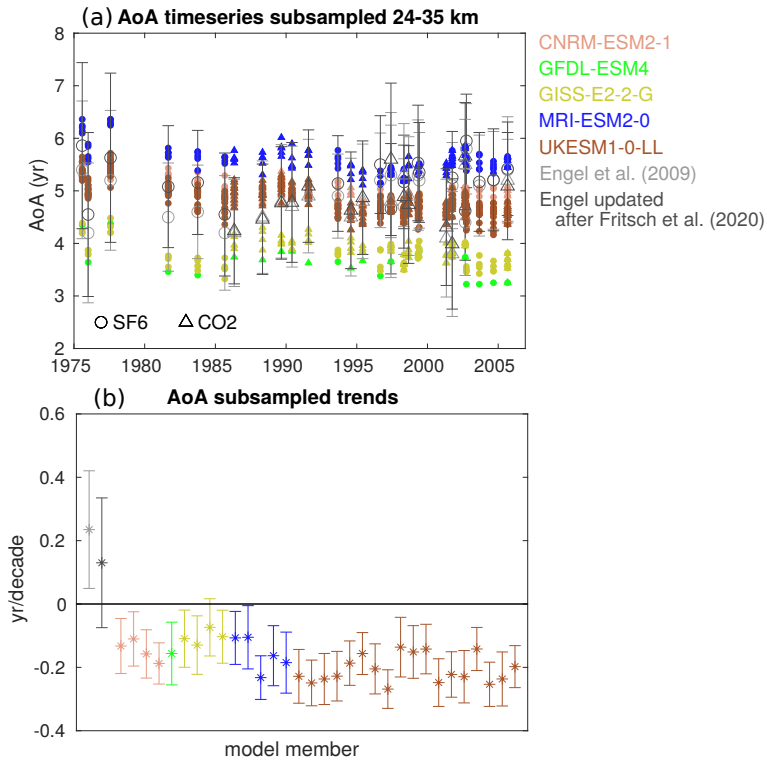 (a) AoA timeseries subsampled 24-35 km
8
7
6
5
4
3
2
AoA (yr)
1975 1980 1985 1990 1995 2000 2005
SF6 CO2
CNRM-ESM2-1
GFDL-ESM4
GISS-E2-2-G
MRI-ESM2-0
UKESM1-0-LL
Engel et al. (2009)
Engel updated
after Fritsch et al. (2020)
(b) AoA subsampled trends
0.6
0.4
0.2
0
-0.2
-0.4
yr/decade
model member